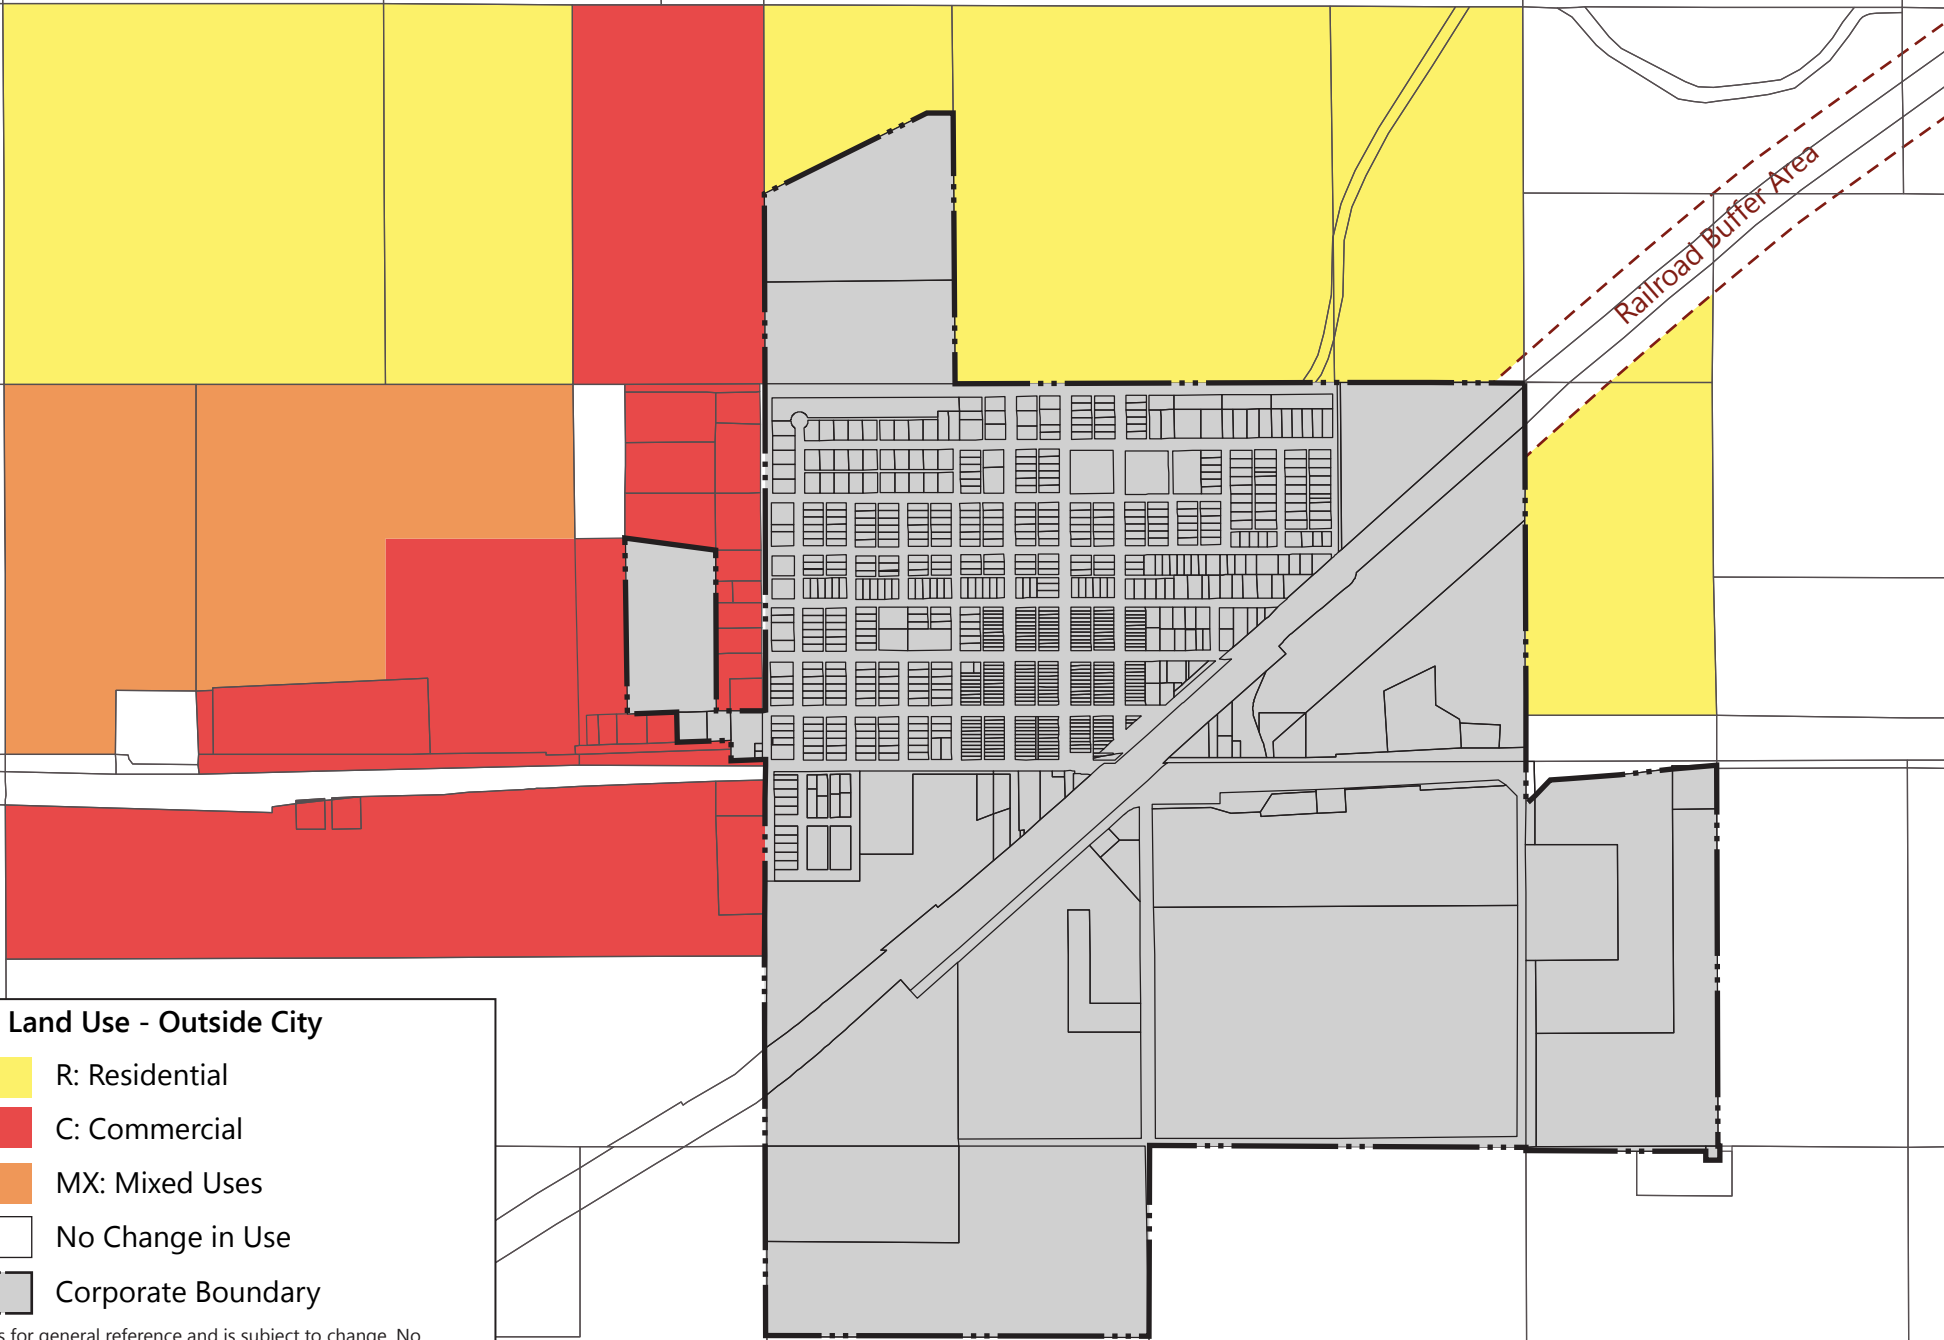 Railroad Buffer Area
Land Use - Outside City
R: Residential
C: Commercial
MX: Mixed Uses
No Change in Use
Corporate Boundary
for general reference and is subject to change. No